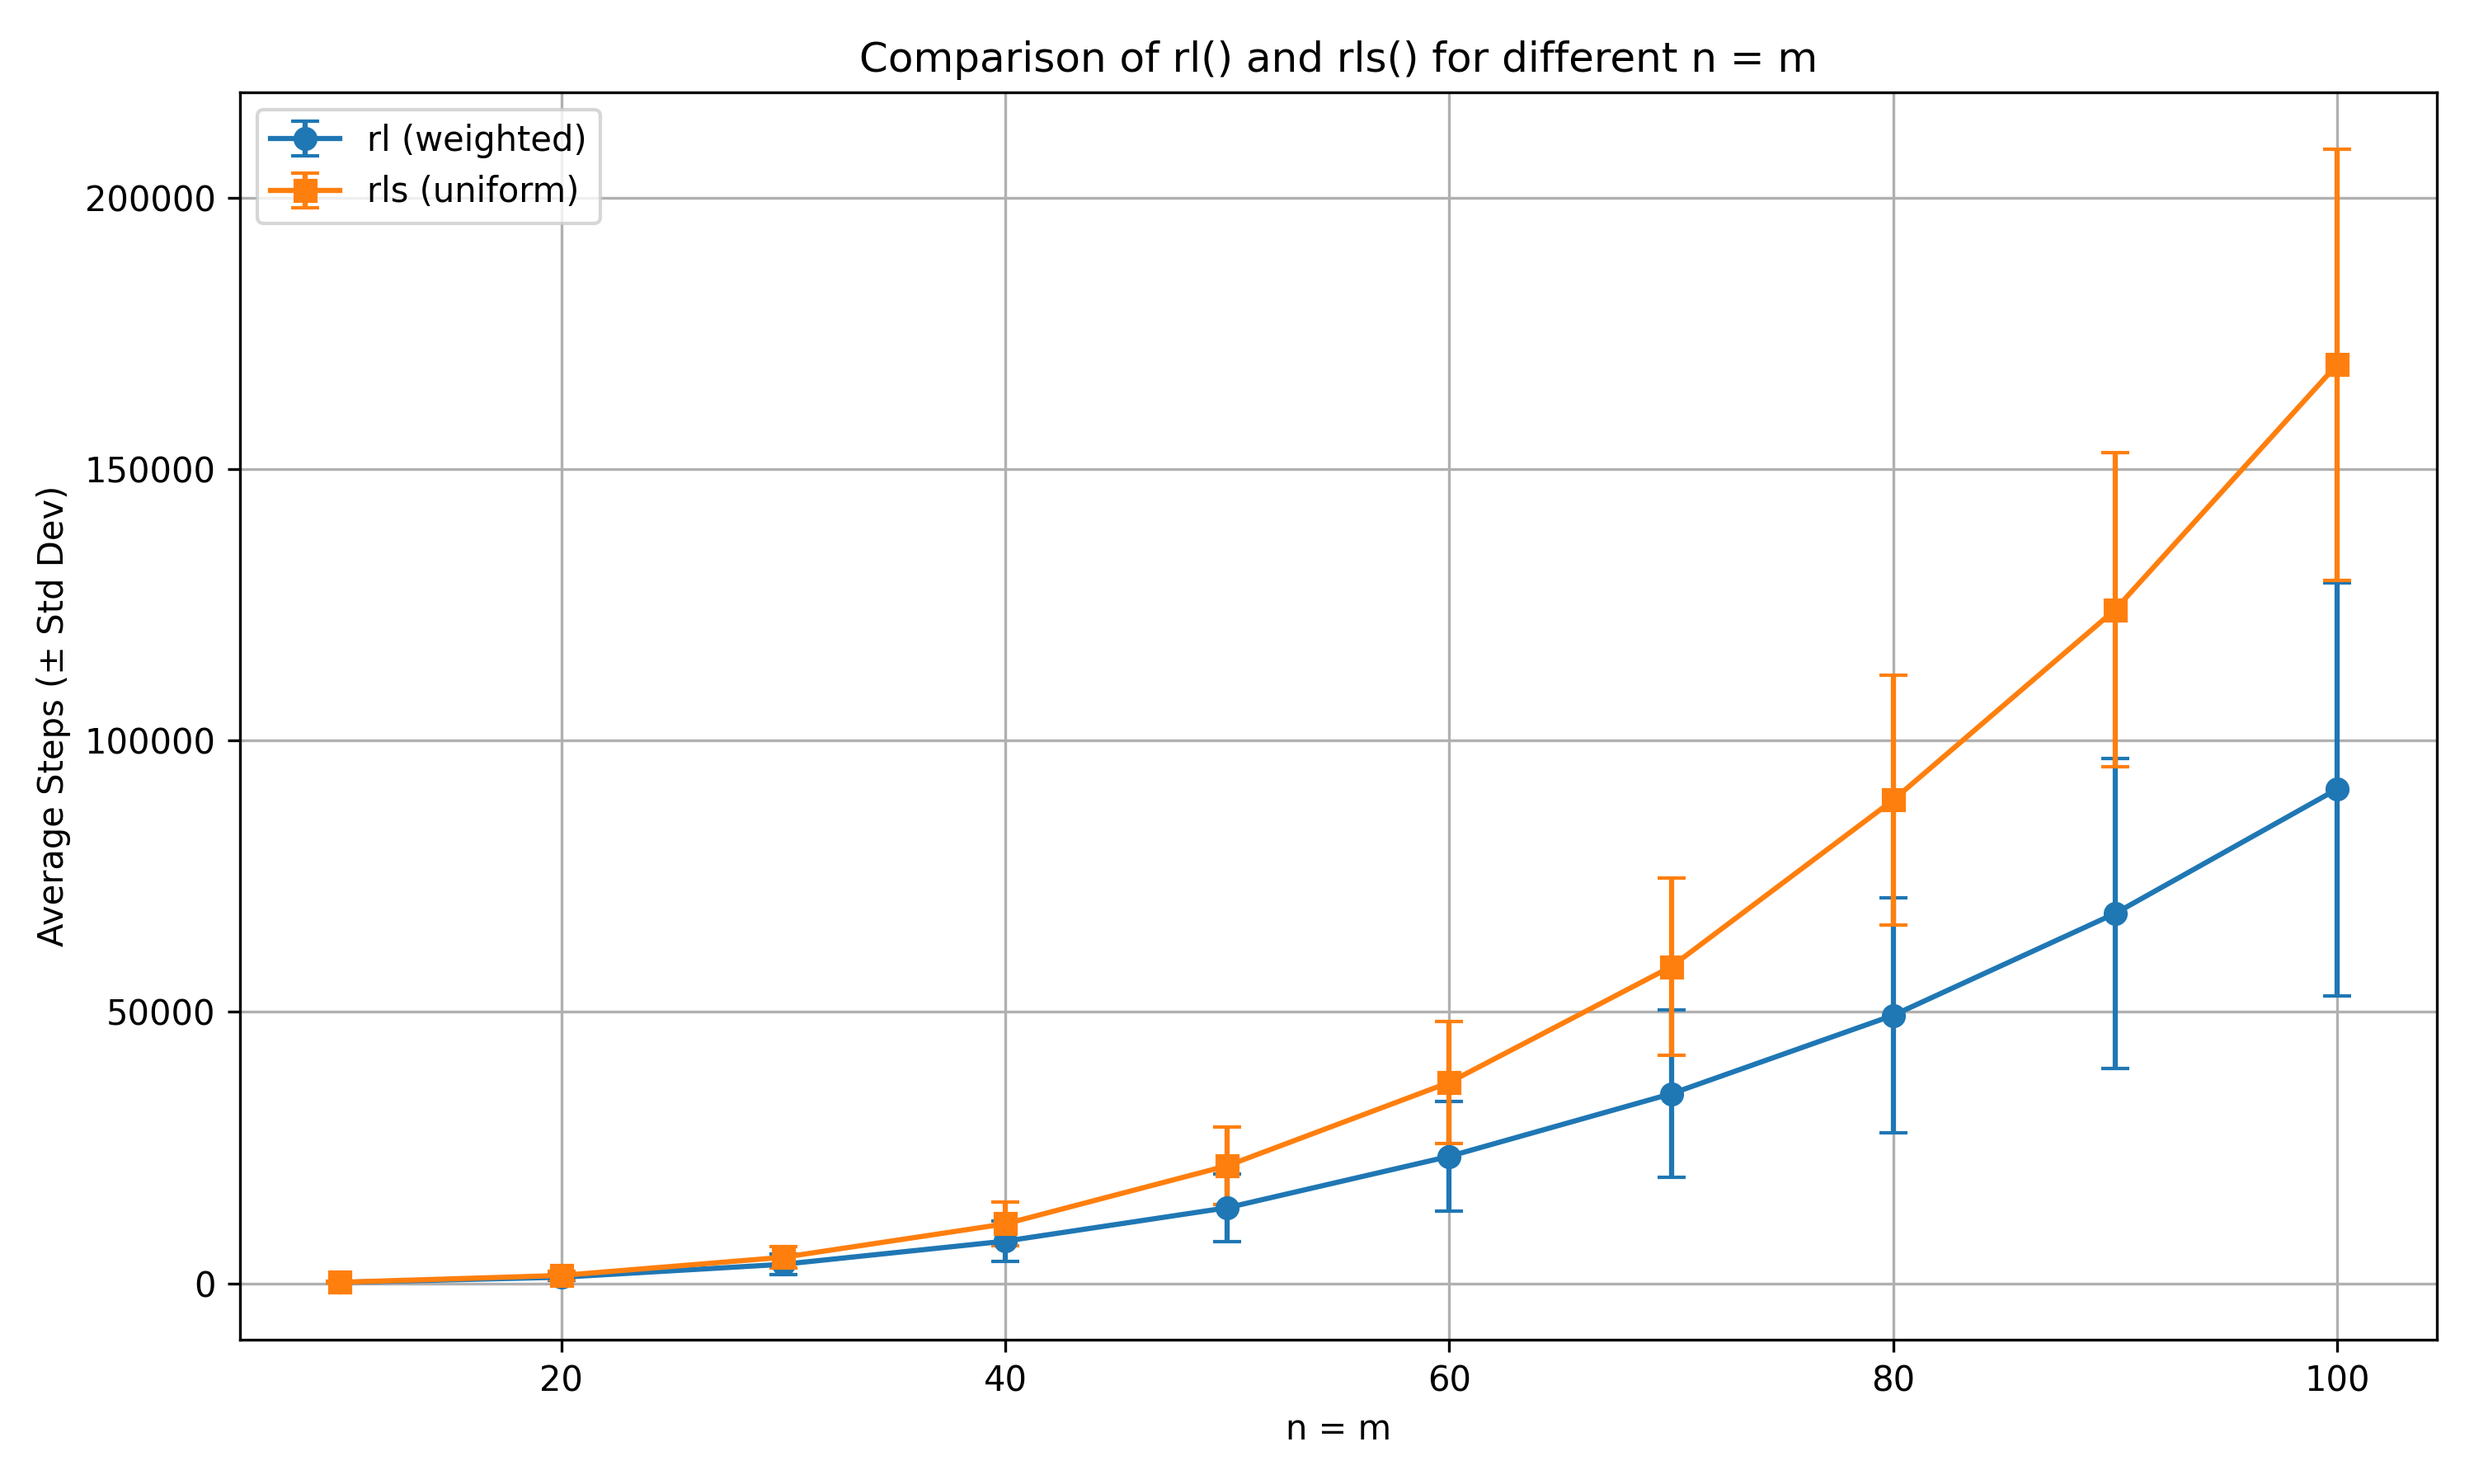 Comparison of rl() and rls() for different n = m
rl (weighted)
rls (uniform)
Average Steps (± Std Dev)
200000
150000
100000
50000
0
20 40 60 80 100
n = m